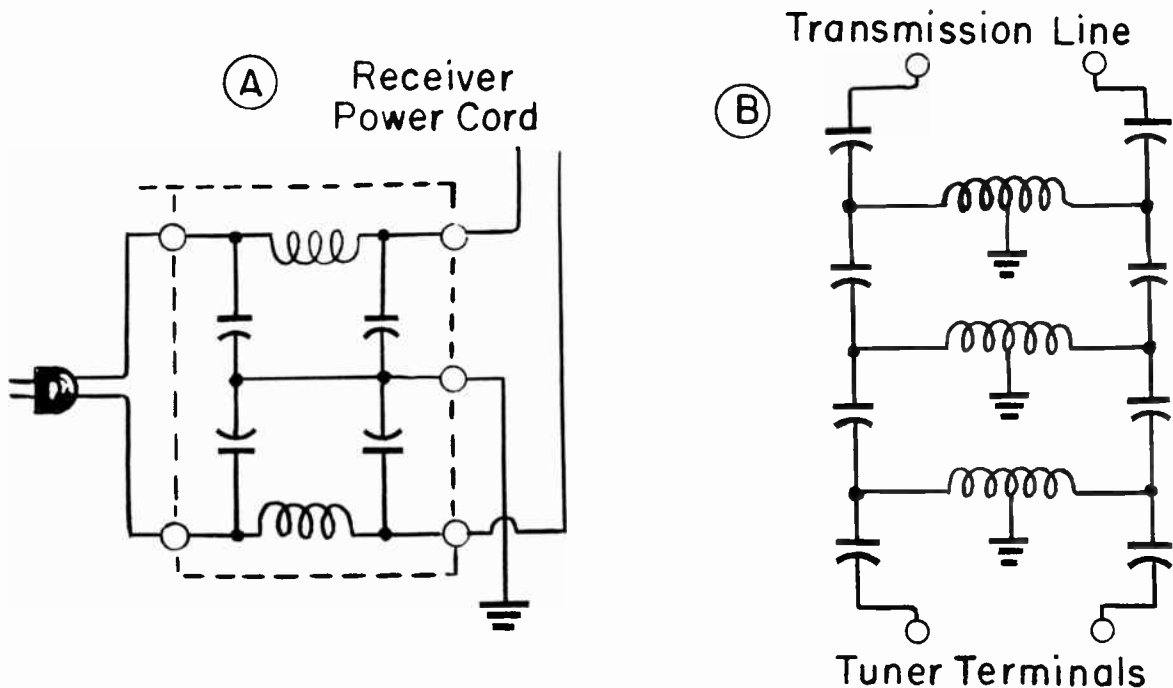 A
Receiver
Power Cord
B
Transmission Line
Tuner Terminals